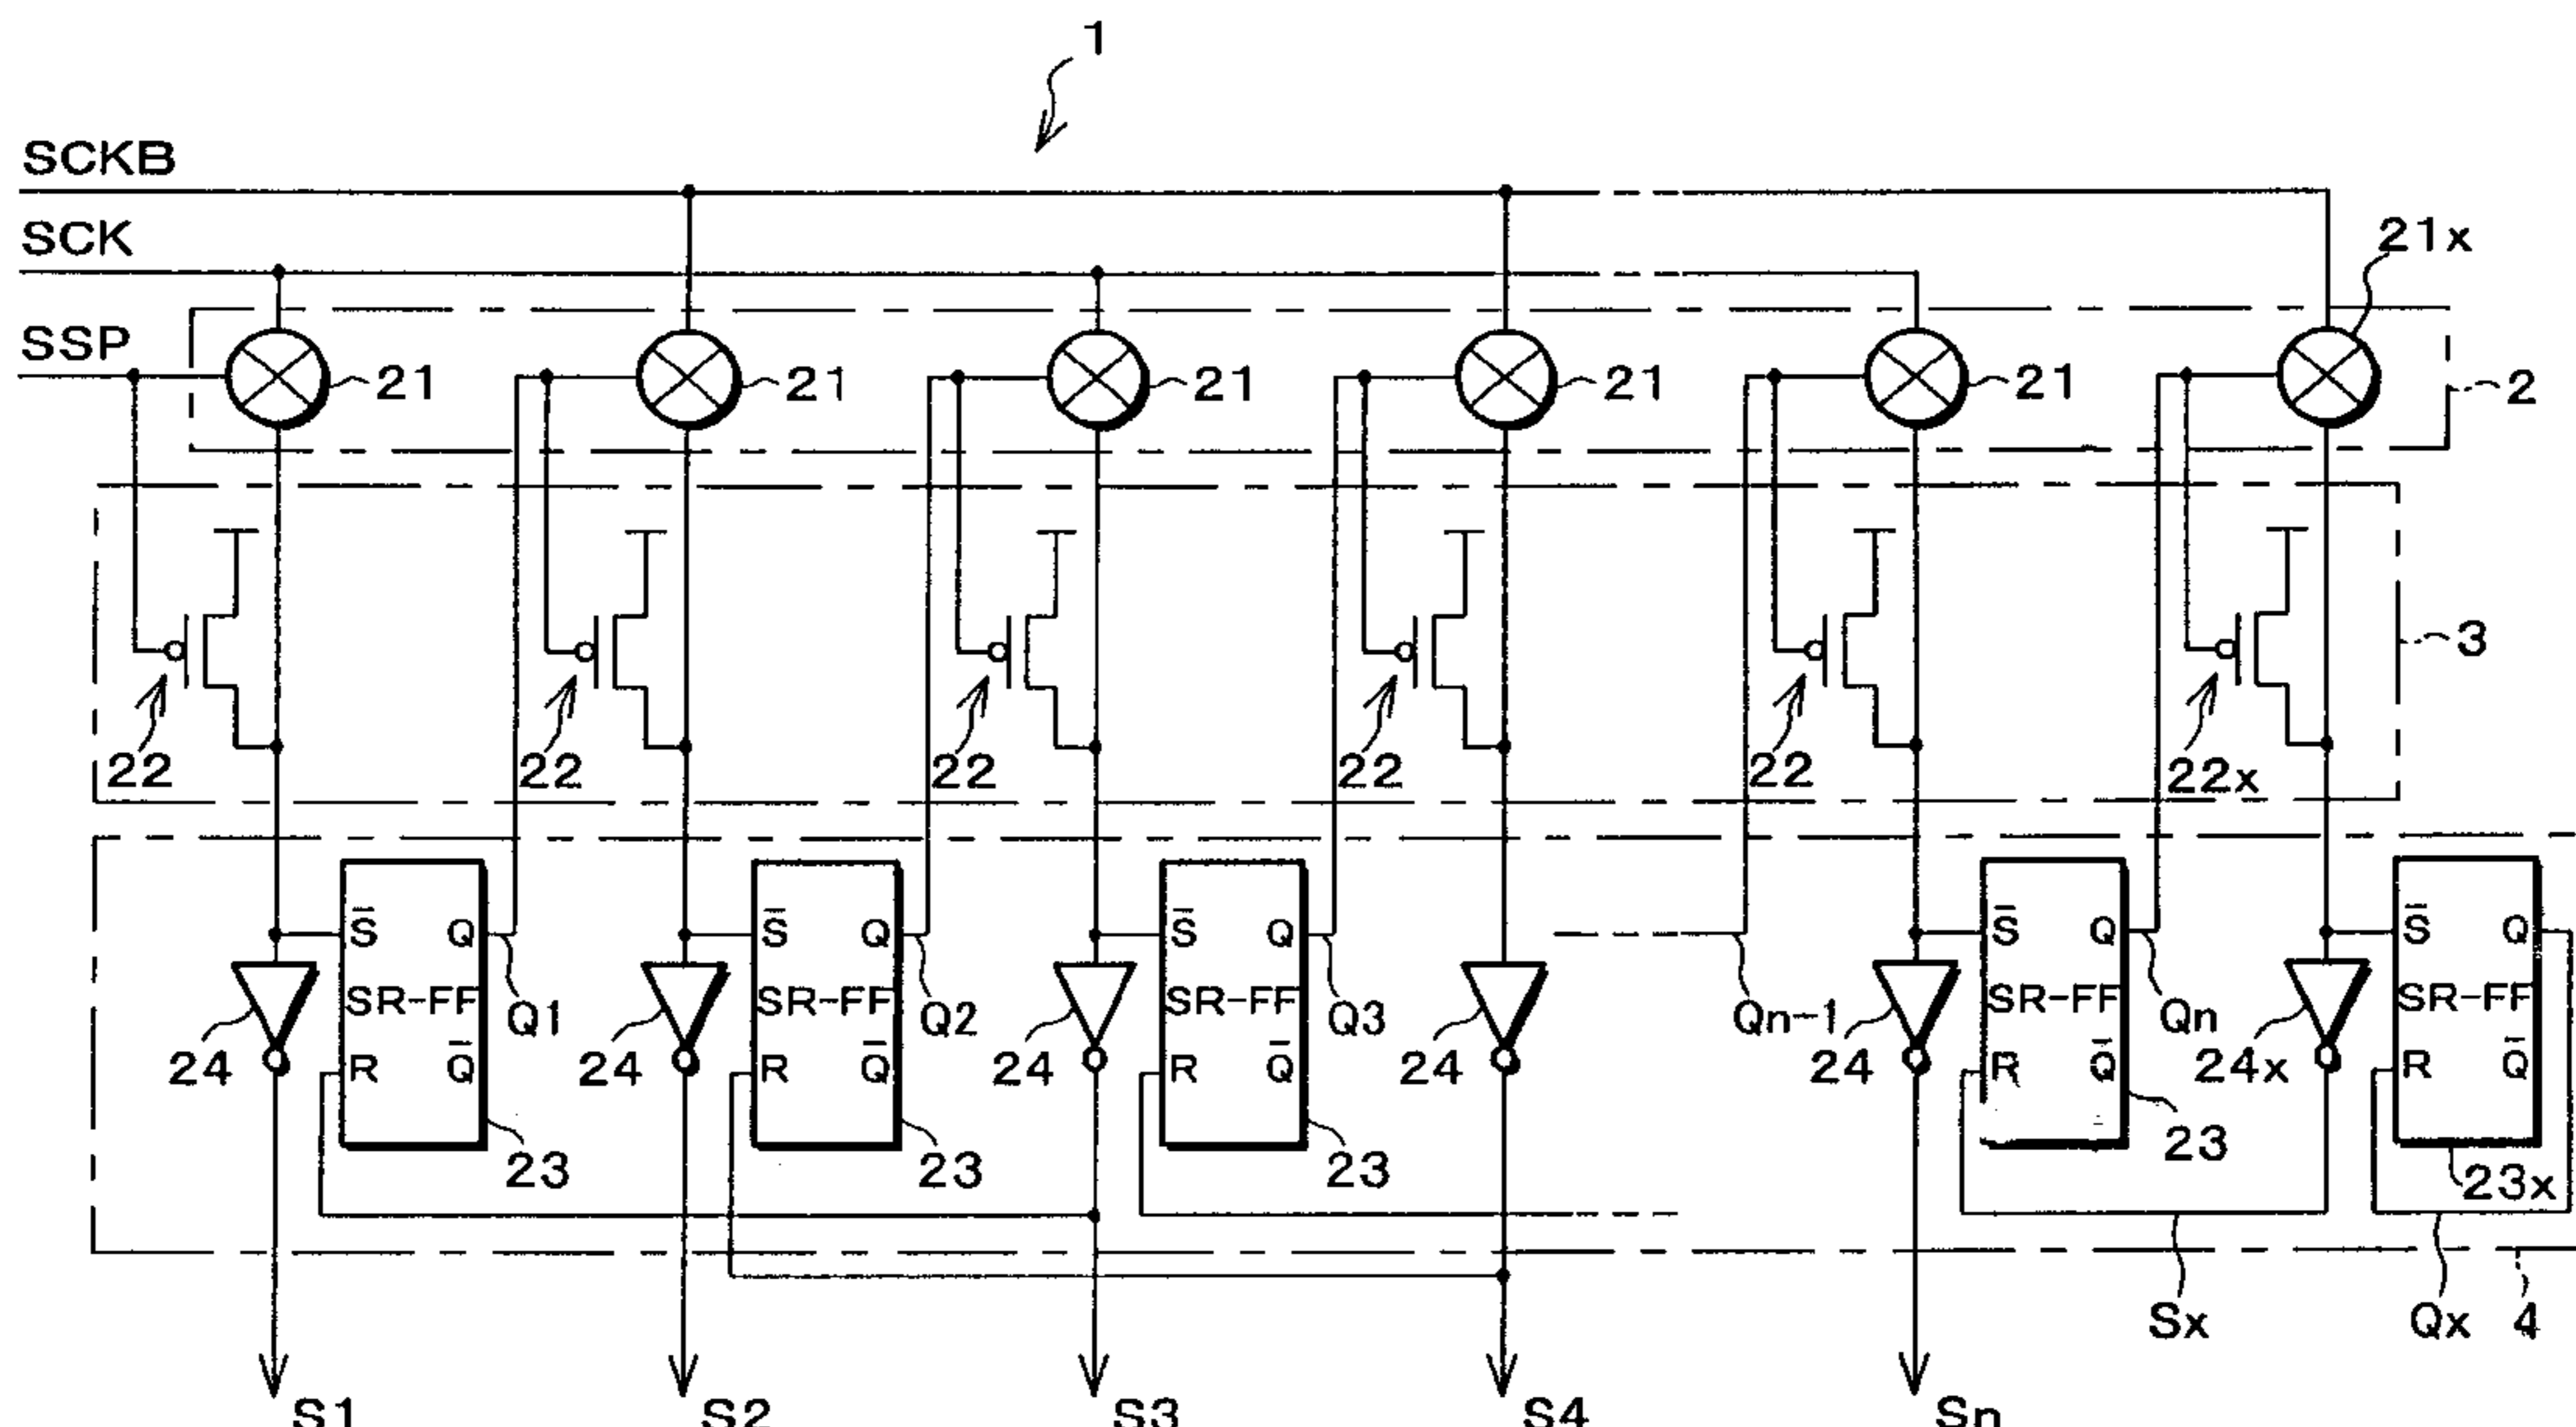 1
SCKB
SCK
21x
SSP
21 21 21 21 21 2
3
22 22 22 22 22 22x
S̅ Q S̅ Q S̅ Q S̅ Q S̅ Q
SR-FF SR-FF SR-FF SR-FF SR-FF
Q1 Q2 Q3 Qn-1 Qn
24 24 24 24 24 24x
R Q̅ R Q̅ R Q̅ R Q̅ R Q̅
23 23 23 23 23x
Sx Qx 4
S1 S2 S3 S4 Sn